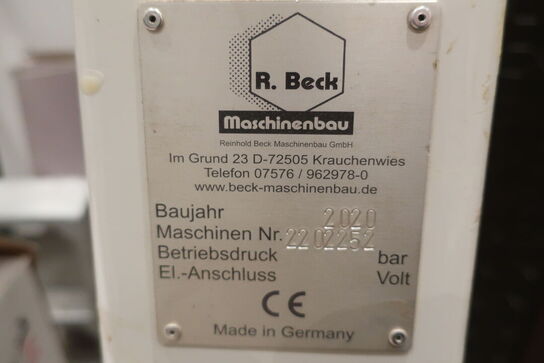 R. Beck
Maschinenbau
Reinhold Beck Maschinenbau GmbH
Im Grund 23 D-72505 Krauchenwies
Telefon 07576 / 962978-0
www.beck-maschinenbau.de
Baujahr 2020
Maschinen Nr. 2202252
Betriebsdruck bar
El.-Anschluss Volt
CE
Made in Germany